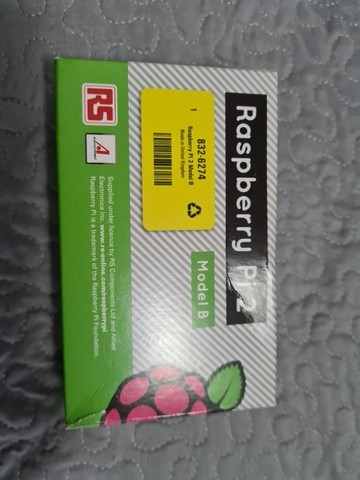 Raspberry Pi 2
Model B
832-6274
1
Raspberry Pi 2 Model B
Made in United Kingdom
RS
A
Supplied under licence by RS Components Ltd and Allied
Electronics Inc. www.rs-online.com/raspberrypi
Raspberry Pi is a trademark of the Raspberry Pi Foundation.